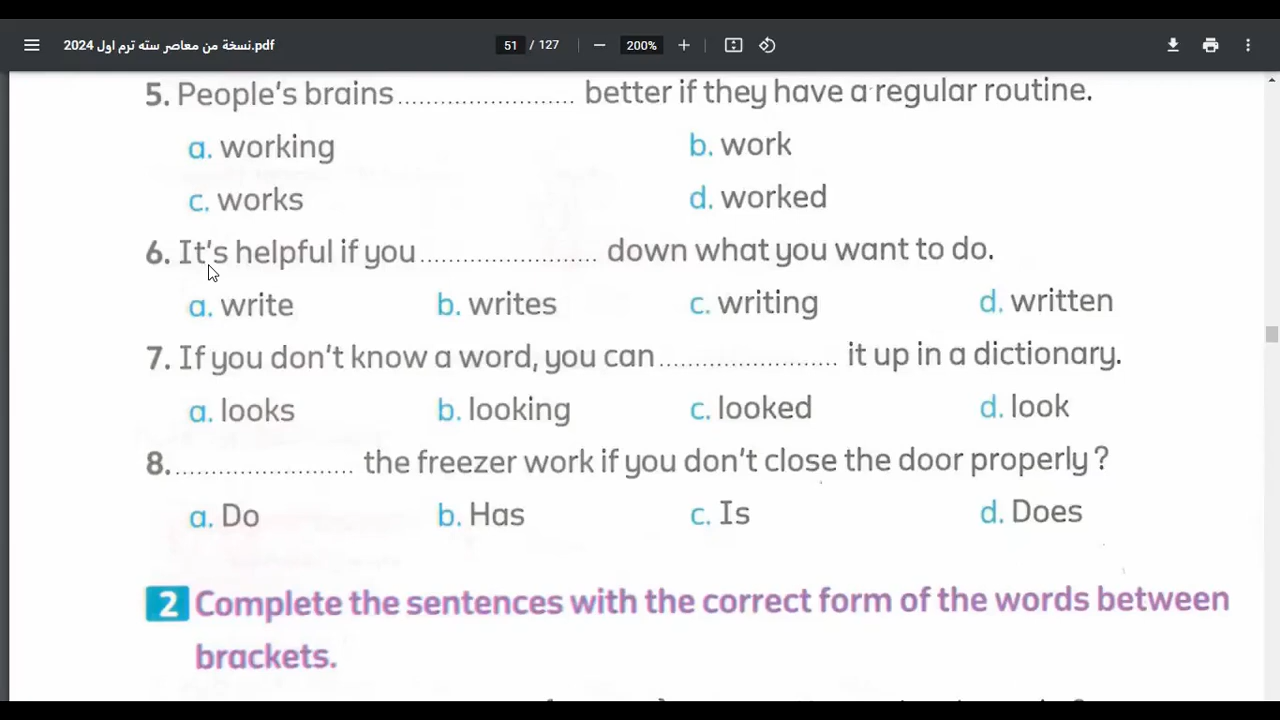 نسخة من معاصر سته ترم اول 2024.pdf
51 / 127
200%
5. People's brains ........................ better if they have a regular routine.
a. working b. work
c. works d. worked
6. It's helpful if you ........................ down what you want to do.
a. write b. writes c. writing d. written
7. If you don't know a word, you can ........................ it up in a dictionary.
a. looks b. looking c. looked d. look
8. ........................ the freezer work if you don't close the door properly ?
a. Do b. Has c. Is d. Does
2 Complete the sentences with the correct form of the words between
brackets.